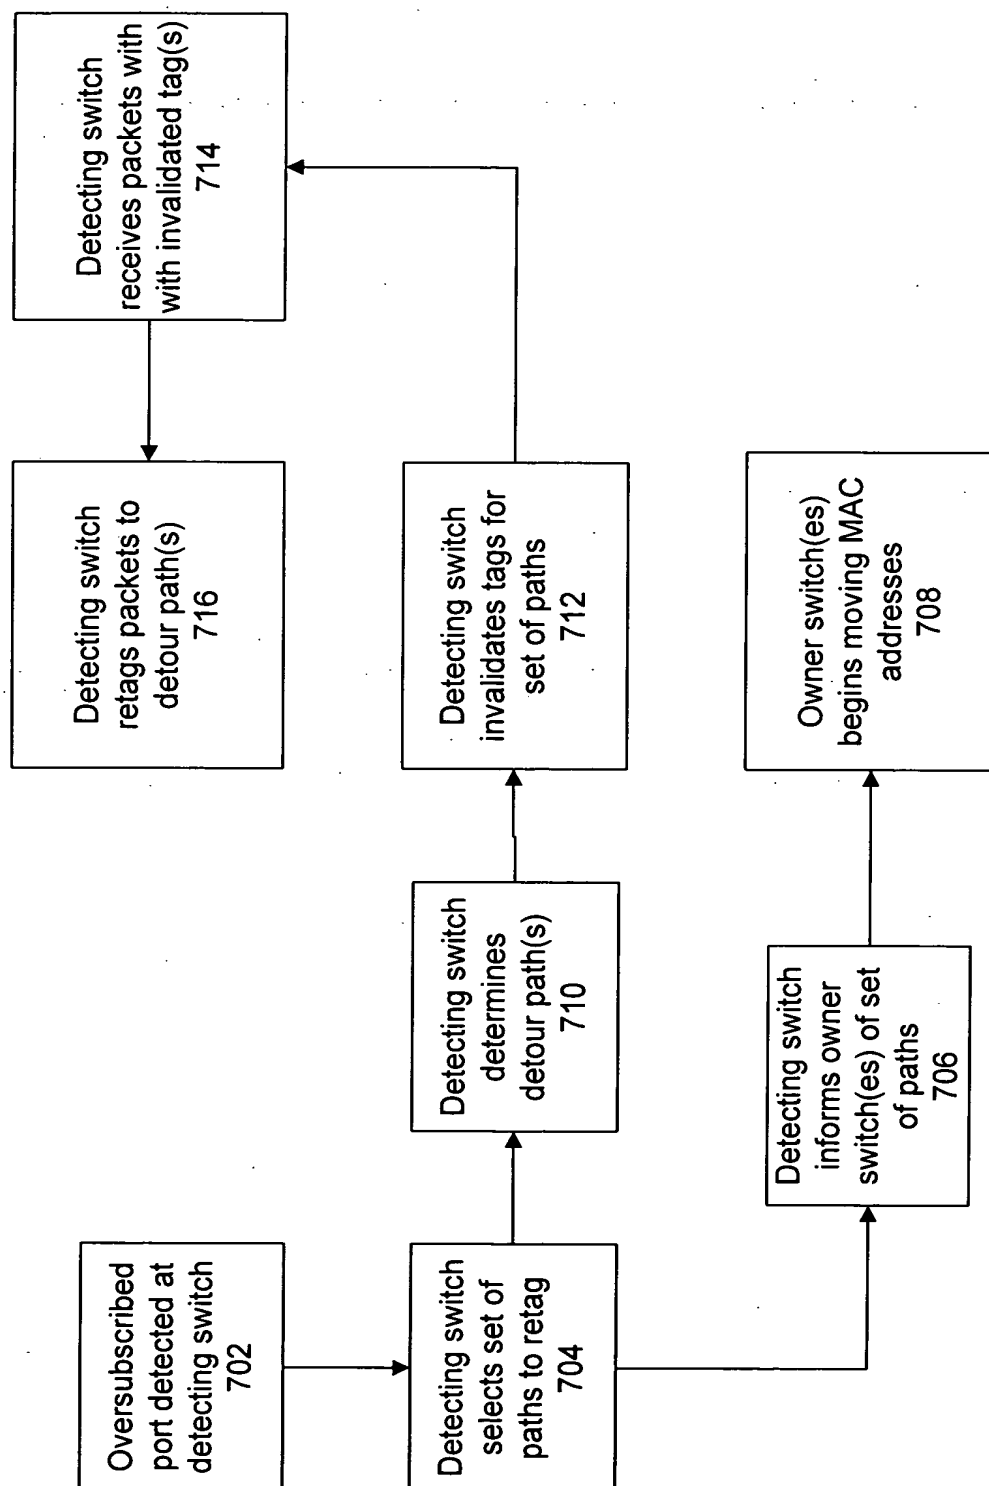 Oversubscribed
port detected at
detecting switch
702
Detecting switch
selects set of
paths to retag
704
Detecting switch
informs owner
switch(es) of set
of paths
706
Owner switch(es)
begins moving MAC
addresses
708
Detecting switch
determines
detour path(s)
710
Detecting switch
invalidates tags for
set of paths
712
Detecting switch
receives packets with
with invalidated tag(s)
714
Detecting switch
retags packets to
detour path(s)
716